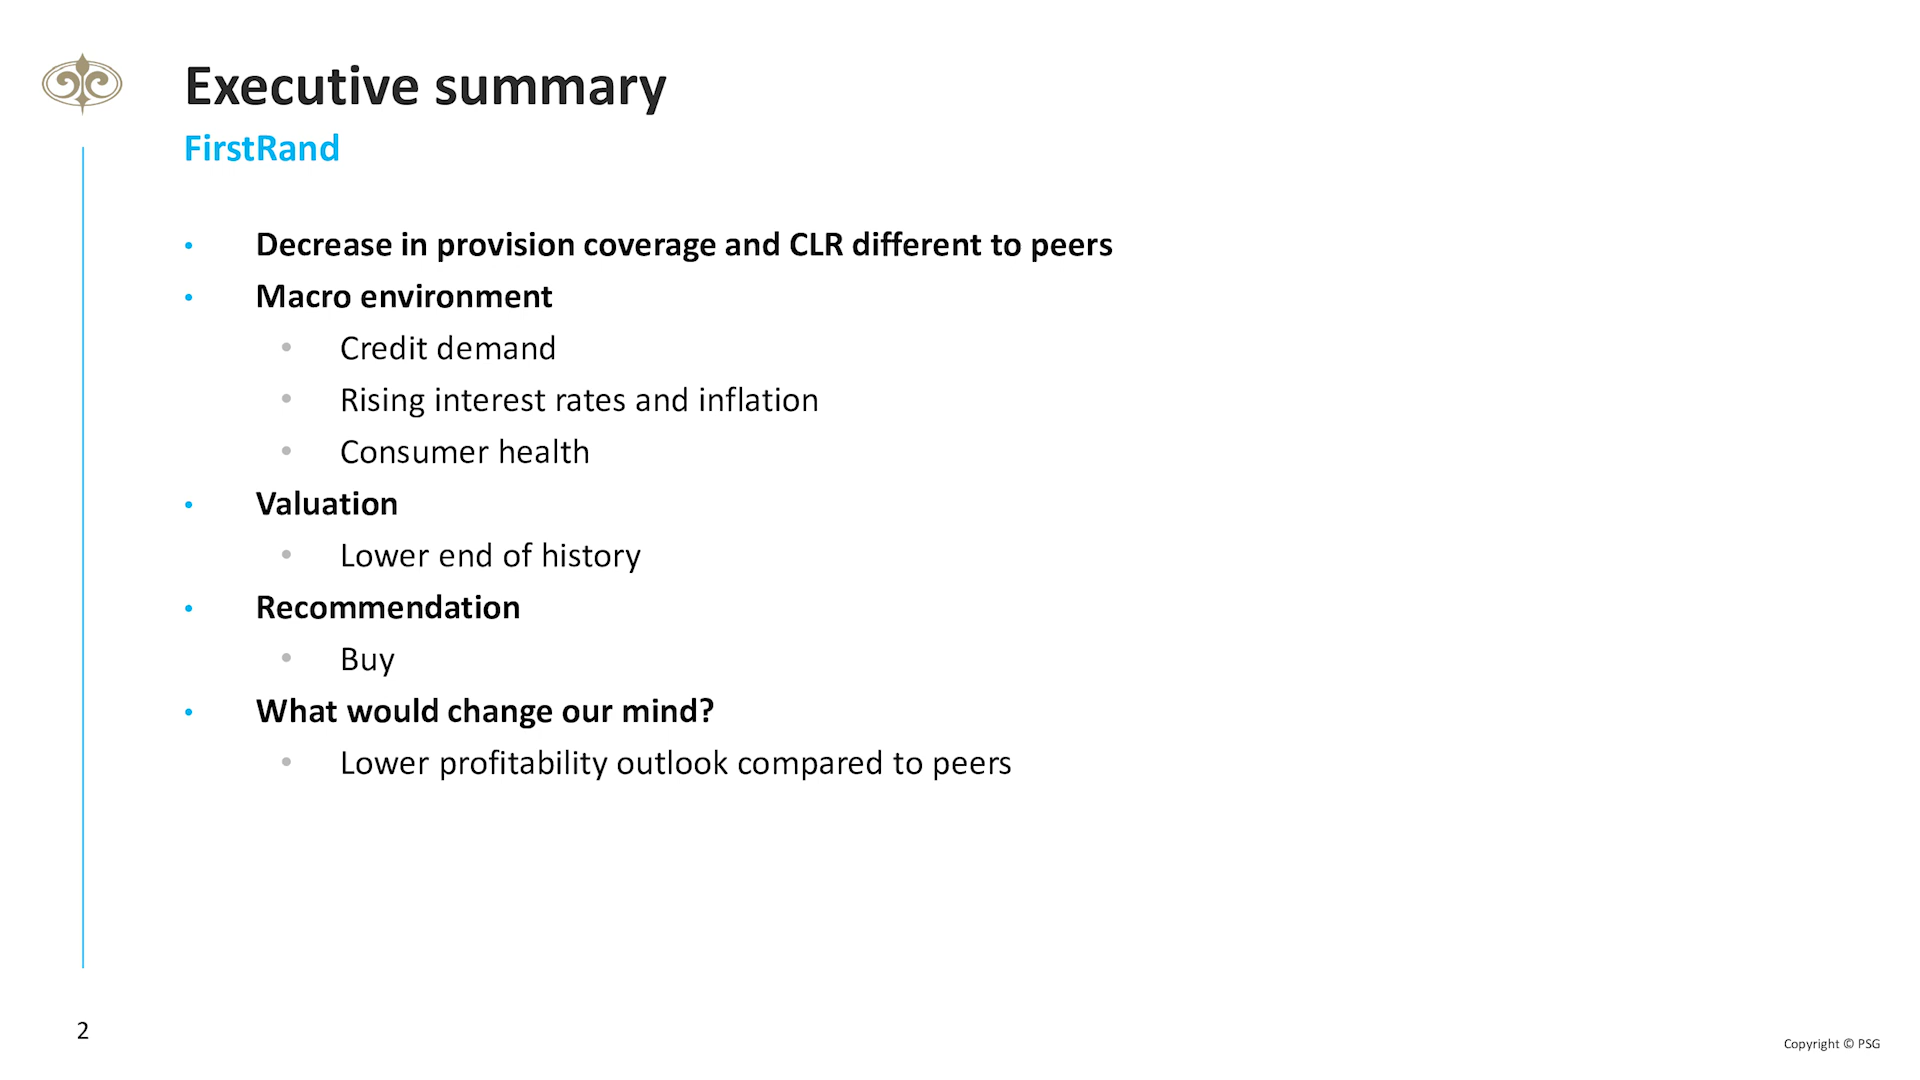 Executive summary
FirstRand
• Decrease in provision coverage and CLR different to peers
• Macro environment
• Credit demand
• Rising interest rates and inflation
• Consumer health
• Valuation
• Lower end of history
• Recommendation
• Buy
• What would change our mind?
• Lower profitability outlook compared to peers
2
Copyright © PSG